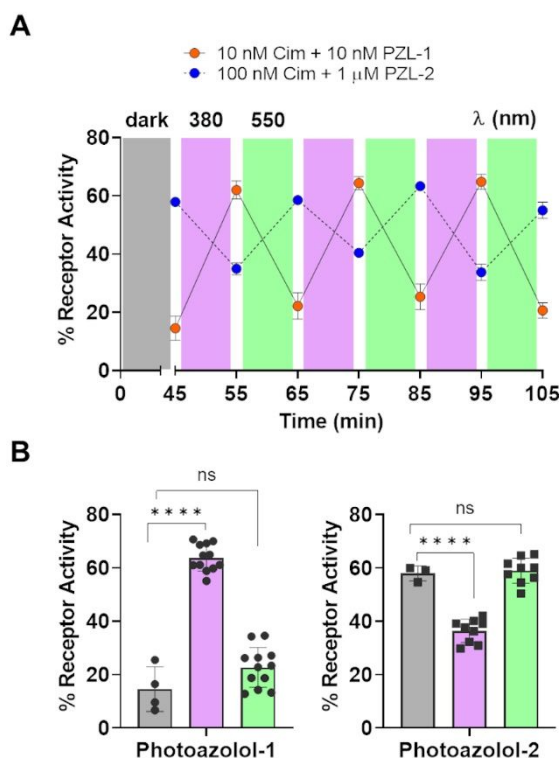 A
10 nM Cim + 10 nM PZL-1
100 nM Cim + 1 μM PZL-2
dark 380 550 λ (nm)
% Receptor Activity
80
60
40
20
0
0 45 55 65 75 85 95 105
Time (min)
B
ns
****
% Receptor Activity
80
60
40
20
0
Photoazolol-1
ns
****
% Receptor Activity
80
60
40
20
0
Photoazolol-2